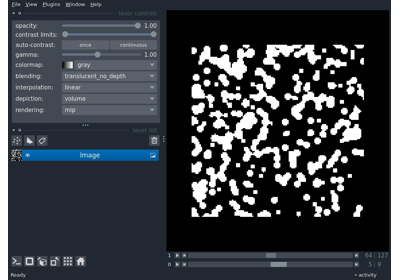 File View Plugins Window Help
layer controls
opacity: 1.00
contrast limits:
auto-contrast: once continuous
gamma: 1.00
colormap: gray
blending: translucent_no_depth
interpolation: linear
depiction: volume
rendering: mip
layer list
Image
1 64 127
0 5 9
Ready activity